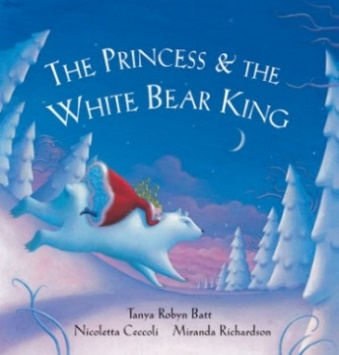 THE PRINCESS & THE
WHITE BEAR KING
Tanya Robyn Batt
Nicoletta Ceccoli Miranda Richardson